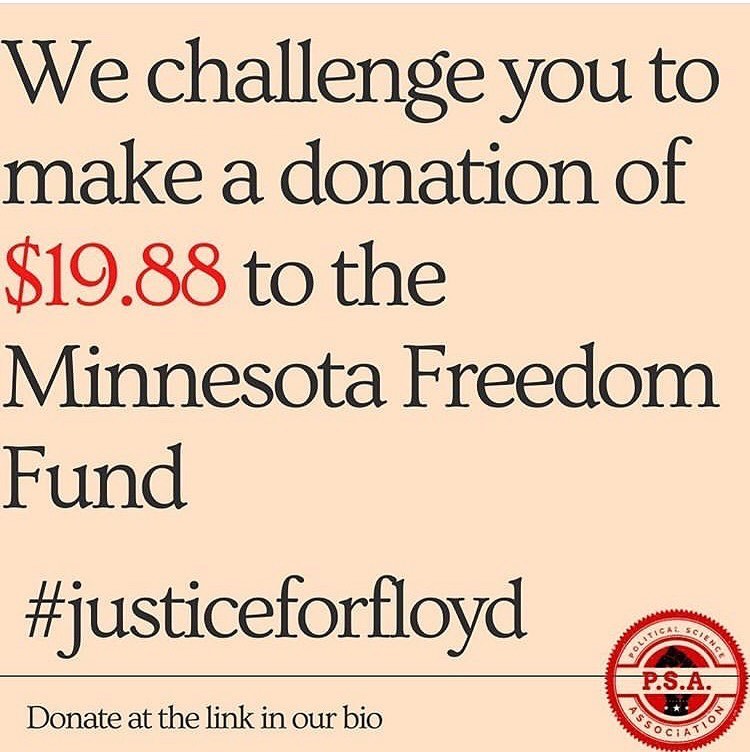 We challenge you to
make a donation of
$19.88 to the
Minnesota Freedom
Fund
#justiceforfloyd
Donate at the link in our bio
POLITICAL SCIENCE
P.S.A.
ASSOCIATION